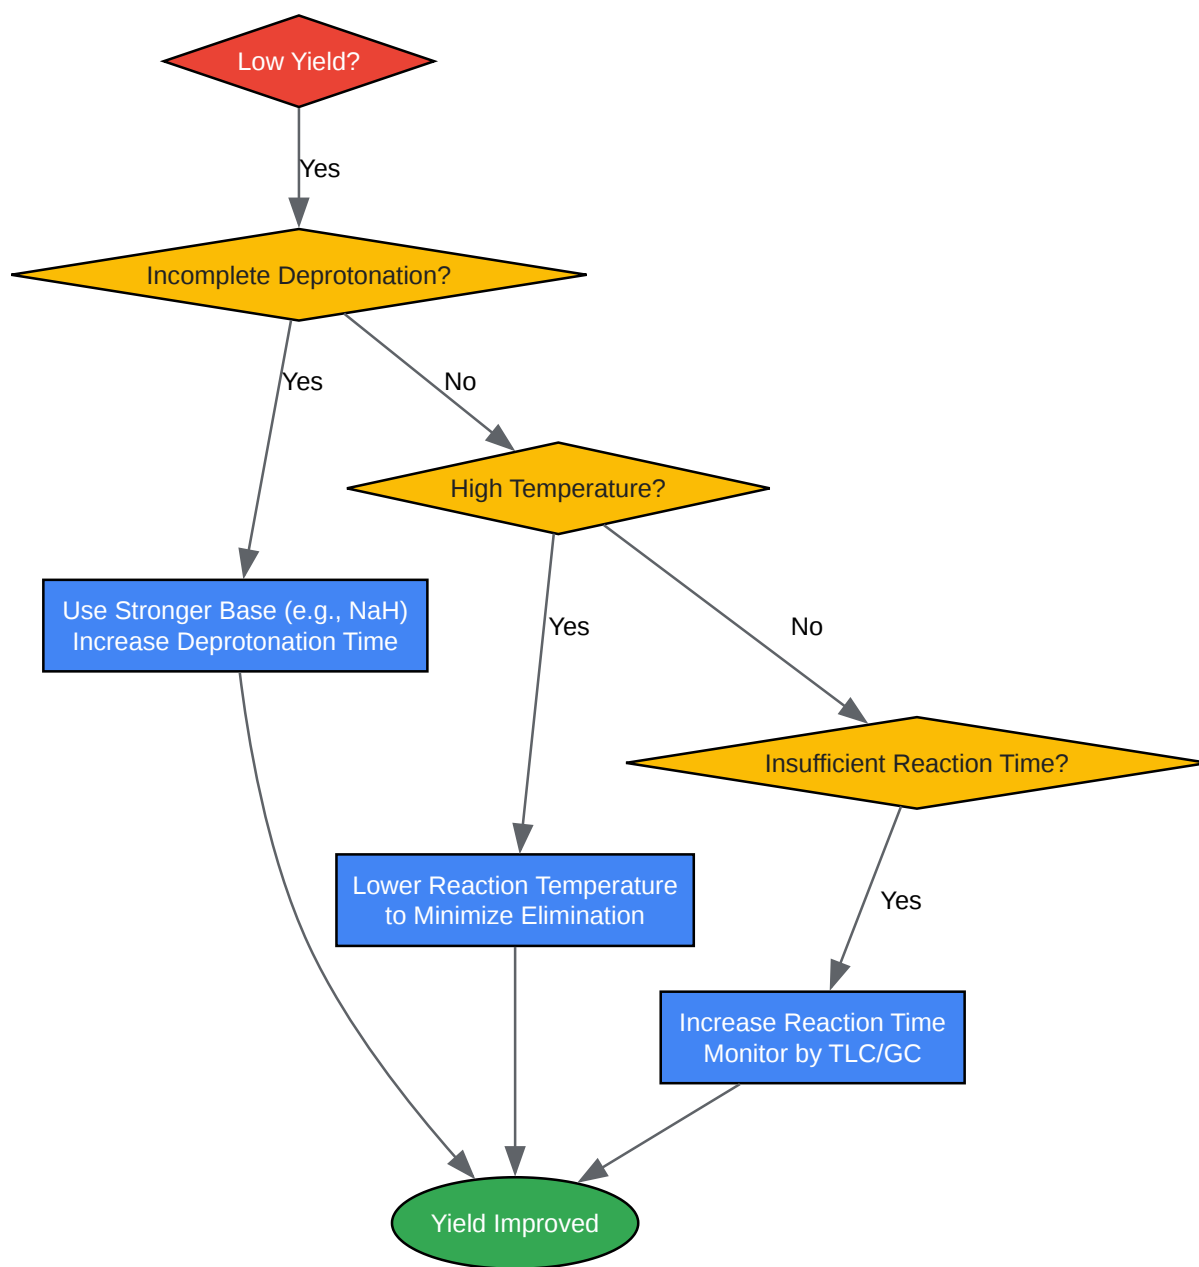 Low Yield?
Yes
Incomplete Deprotonation?
Yes
No
High Temperature?
Use Stronger Base (e.g., NaH)
Increase Deprotonation Time
Yes
No
Insufficient Reaction Time?
Lower Reaction Temperature
to Minimize Elimination
Yes
Increase Reaction Time
Monitor by TLC/GC
Yield Improved